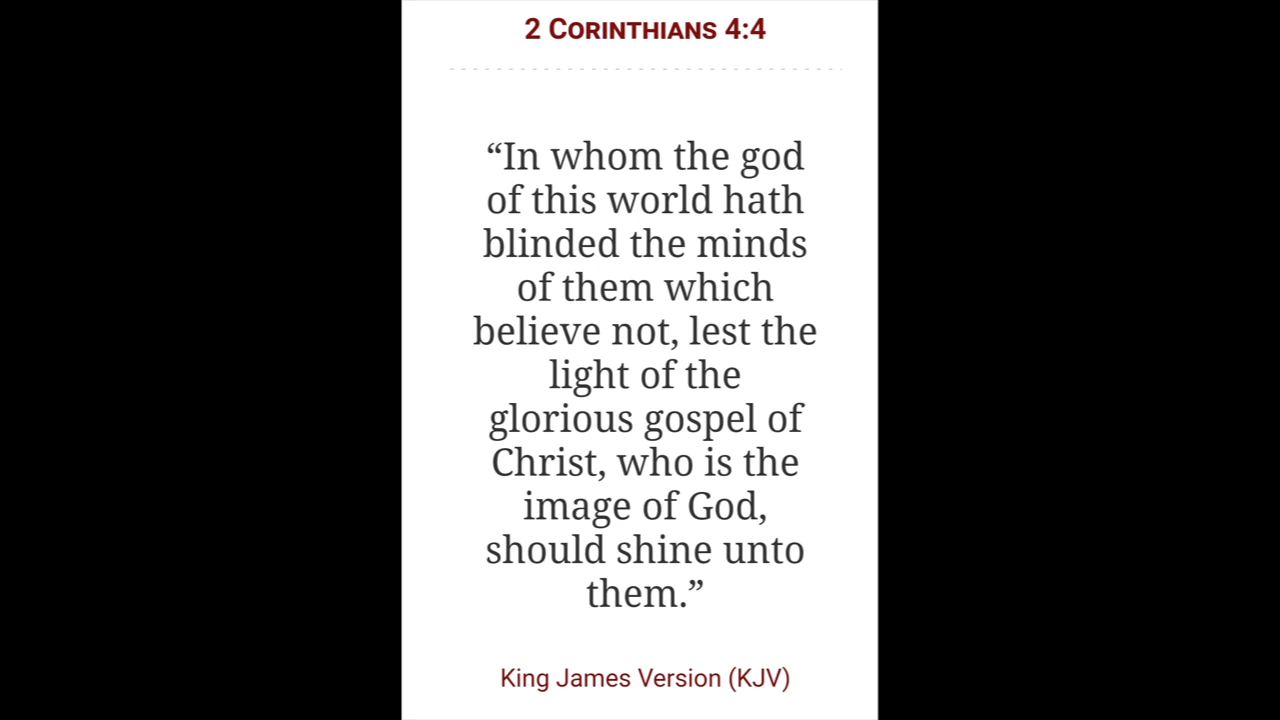 2 Corinthians 4:4
“In whom the god
of this world hath
blinded the minds
of them which
believe not, lest the
light of the
glorious gospel of
Christ, who is the
image of God,
should shine unto
them.”
King James Version (KJV)